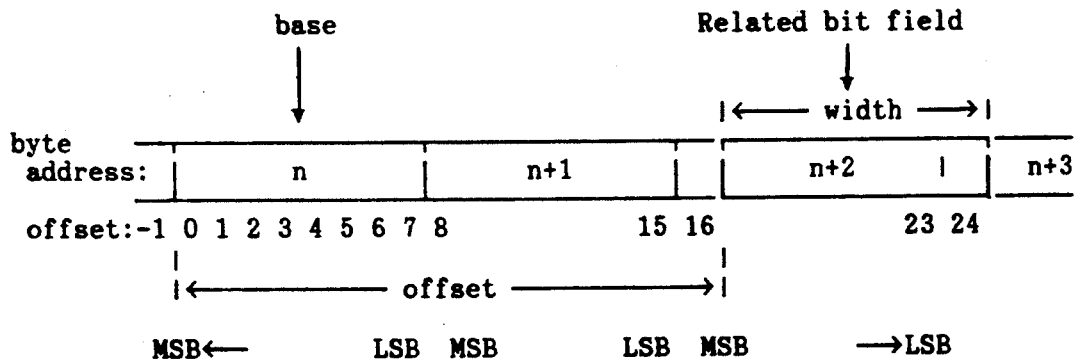 base Related bit field
width
byte
address: n n+1 n+2 n+3
offset:-1 0 1 2 3 4 5 6 7 8 15 16 23 24
offset
MSB LSB MSB LSB MSB LSB